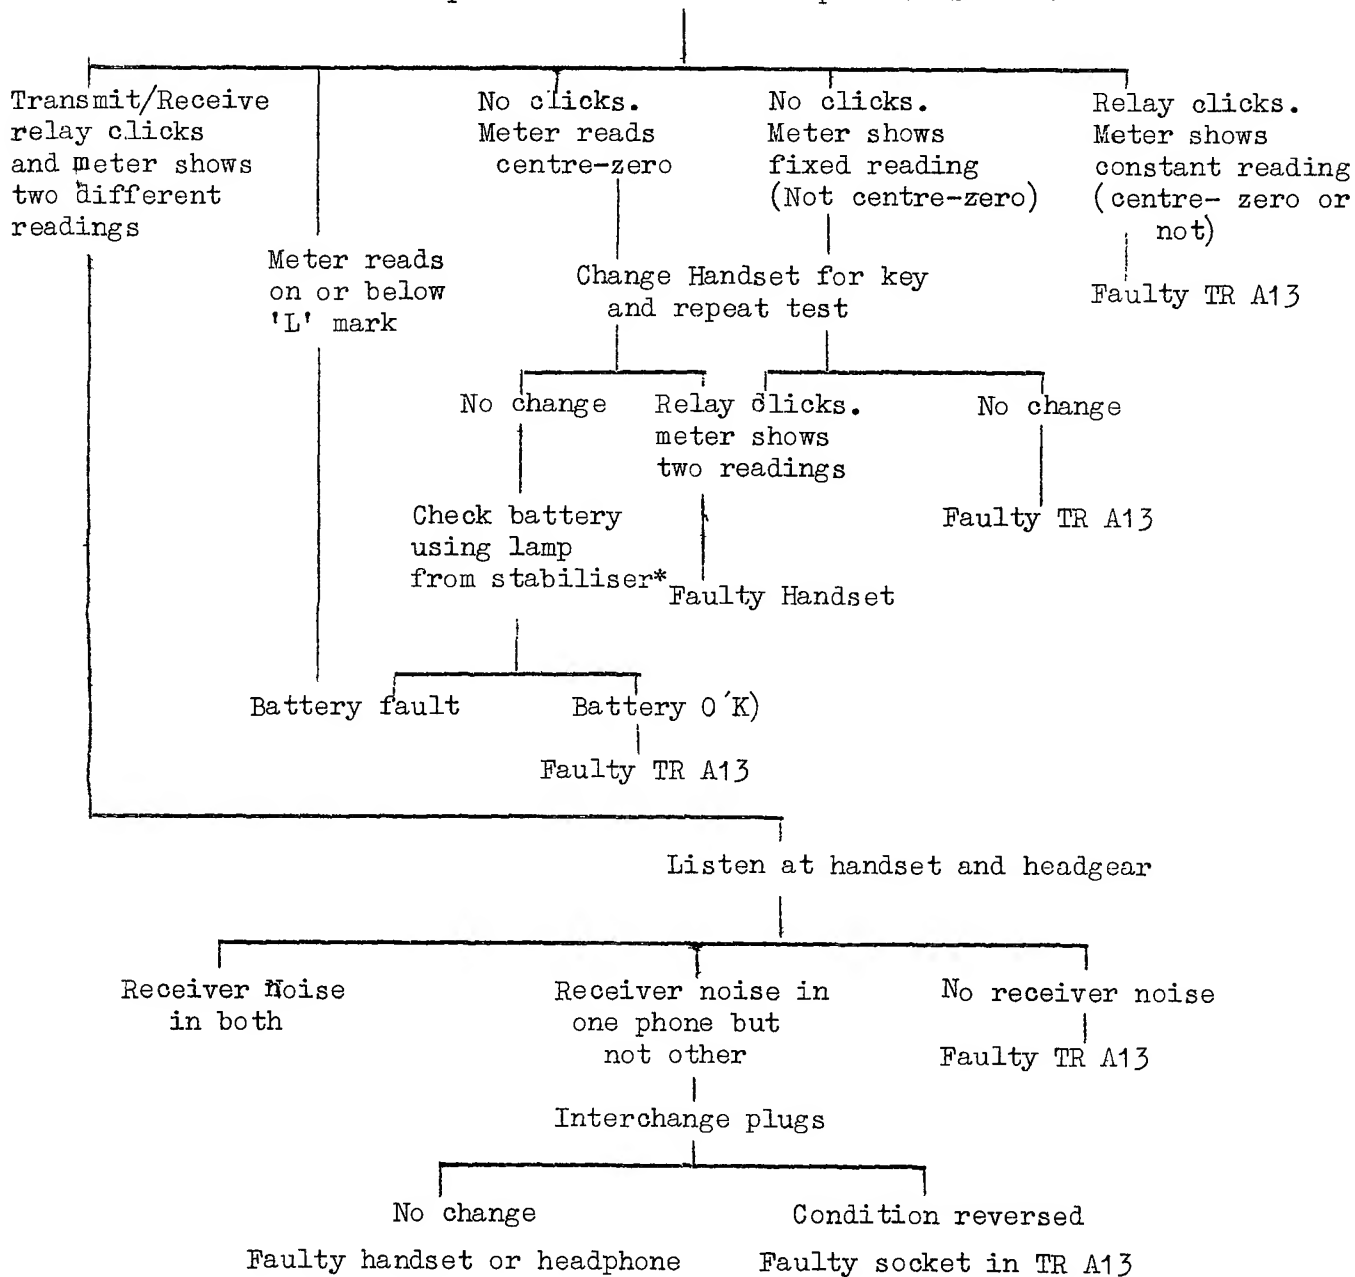 Transmit/Receive
relay clicks
and meter shows
two different
readings
Meter reads
on or below
'L' mark
No clicks.
Meter reads
centre-zero
No clicks.
Meter shows
fixed reading
(Not centre-zero)
Relay clicks.
Meter shows
constant reading
(centre- zero or
not)
Faulty TR A13
Change Handset for key
and repeat test
No change
Relay clicks.
meter shows
two readings
No change
Check battery
using lamp
from stabiliser*
Faulty Handset
Faulty TR A13
Battery fault
Battery O'K)
Faulty TR A13
Listen at handset and headgear
Receiver Noise
in both
Receiver noise in
one phone but
not other
No receiver noise
Faulty TR A13
Interchange plugs
No change
Faulty handset or headphone
Condition reversed
Faulty socket in TR A13